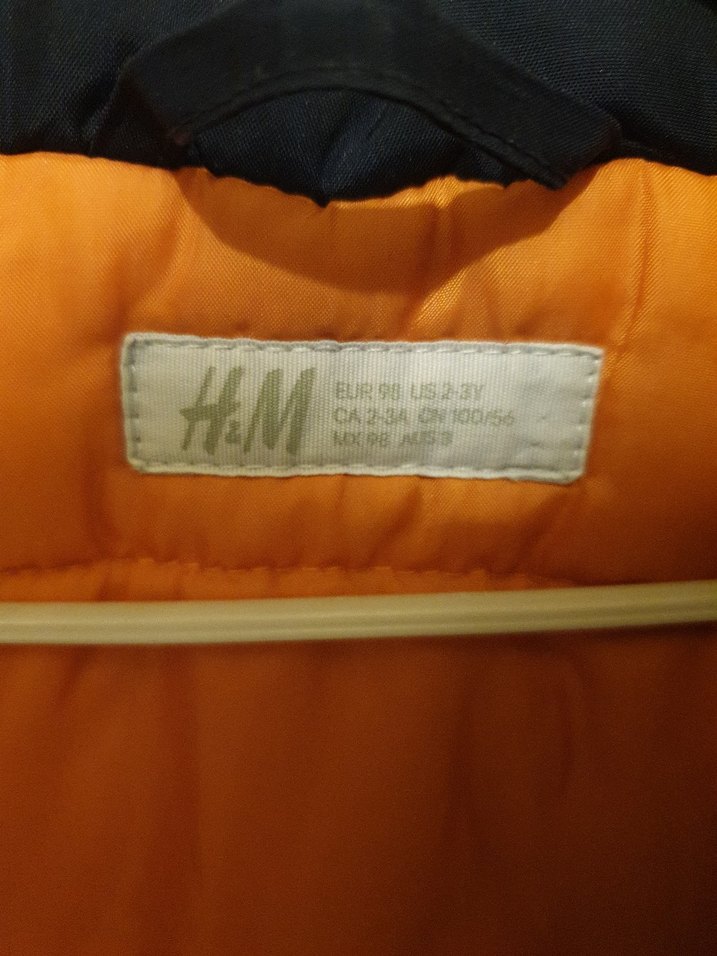 H&M
EUR 98 US 2-3Y
CA 2-3A CN 100/56
MX 98 AUS 3